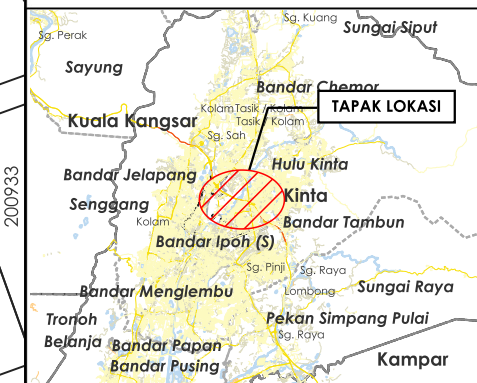 Sg. Kuang
Sungai Siput
Sg. Perak
Sayung
Bandar Chemor
Kolam Tasik / Kolam
TAPAK LOKASI
Tasik / Kolam
Kuala Kangsar
Sg. Sah
Hulu Kinta
Bandar Jelapang
200933
Kinta
Senggang
Kolam
Bandar Tambun
Bandar Ipoh (S)
Sg. Pinji
Sg. Raya
Sungai Raya
Bandar Menglembu
Lombong
Tronoh
Pekan Simpang Pulai
Sg. Raya
Belanja
Bandar Papan
Kampar
Bandar Pusing